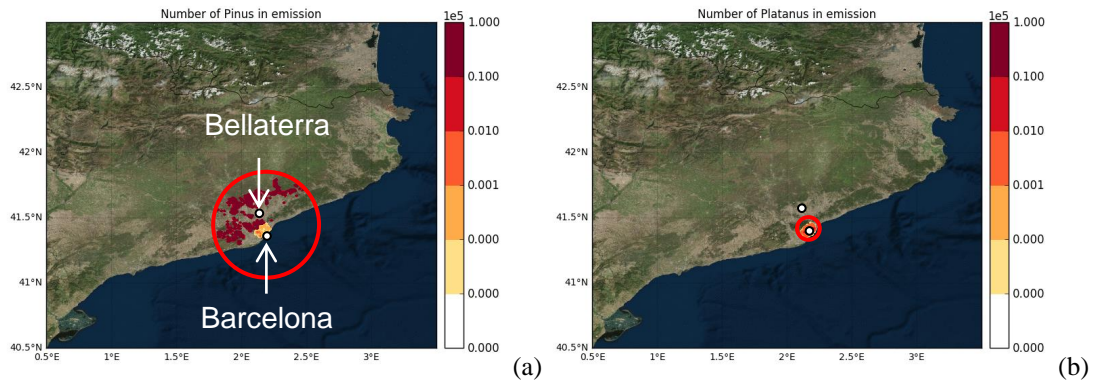 Number of Pinus in emission
1e5
1.000
0.100
0.010
0.001
0.000
0.000
0.000
42.5°N
42°N
41.5°N
41°N
40.5°N
0.5°E
1°E
1.5°E
2°E
2.5°E
3°E
Bellaterra
Barcelona
(a)
Number of Platanus in emission
1e5
1.000
0.100
0.010
0.001
0.000
0.000
0.000
42.5°N
42°N
41.5°N
41°N
40.5°N
0.5°E
1°E
1.5°E
2°E
2.5°E
3°E
(b)